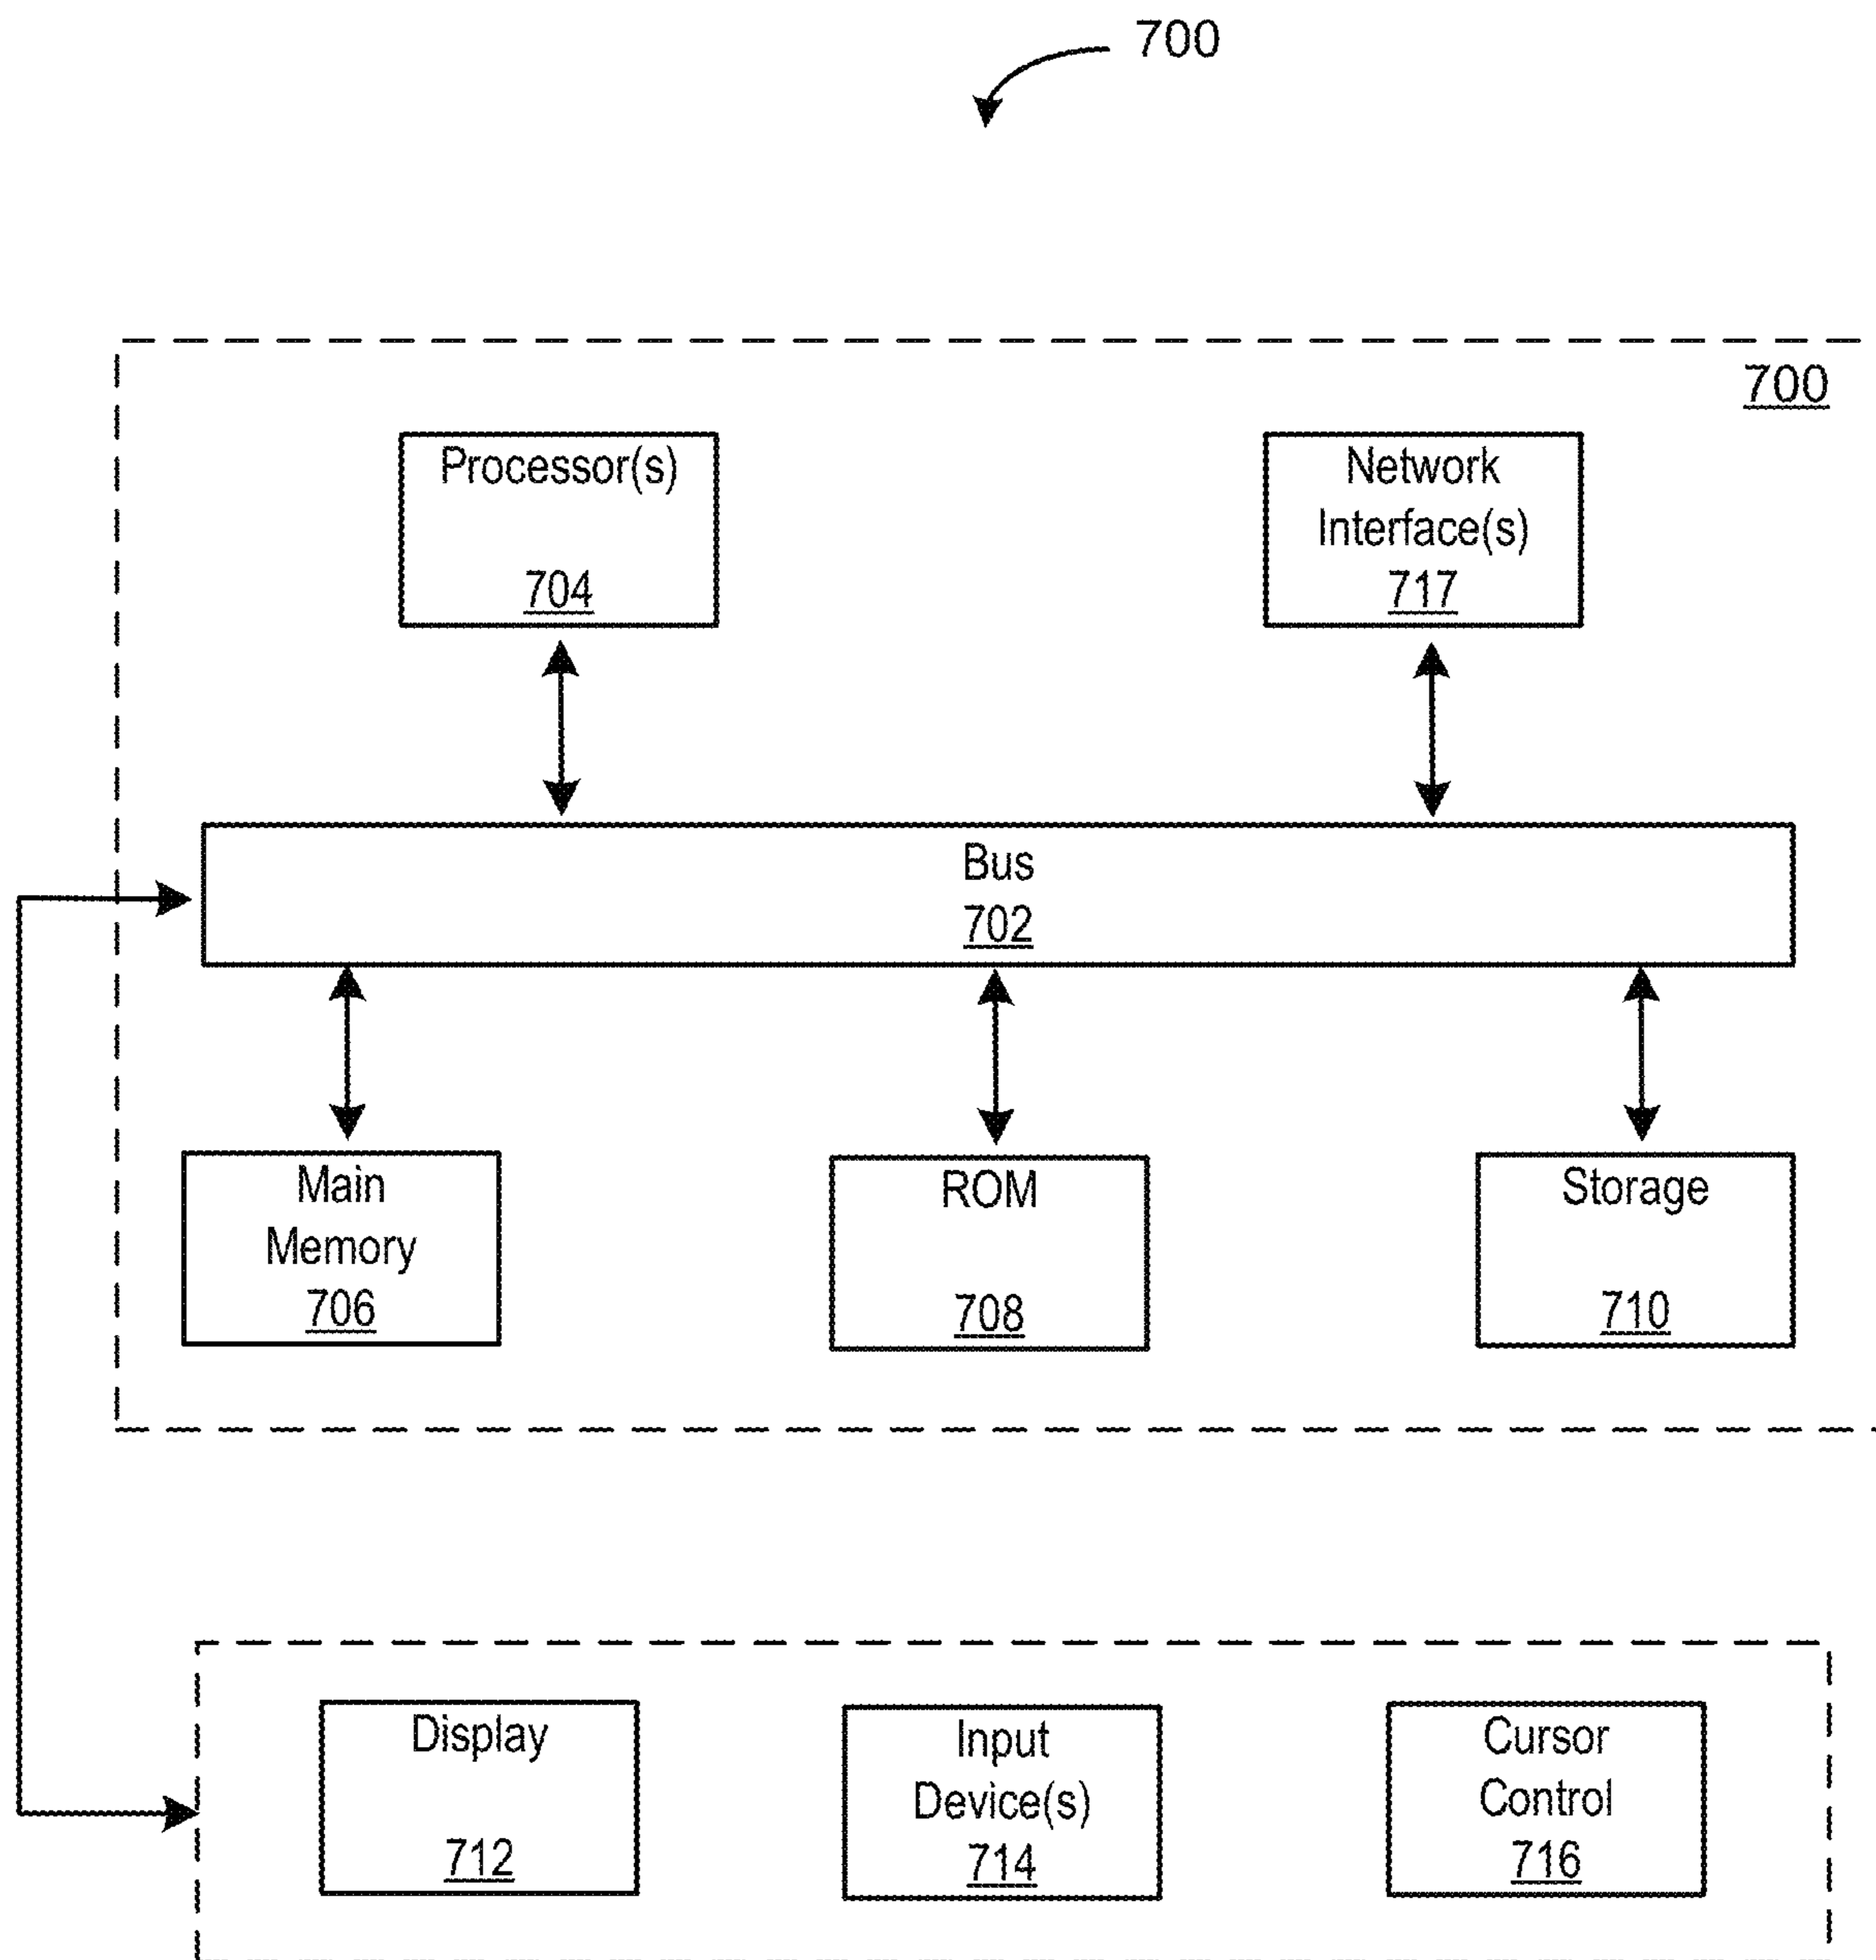 700
700
Processor(s)
704
Network
Interface(s)
717
Bus
702
Main
Memory
706
ROM
708
Storage
710
Display
712
Input
Device(s)
714
Cursor
Control
716